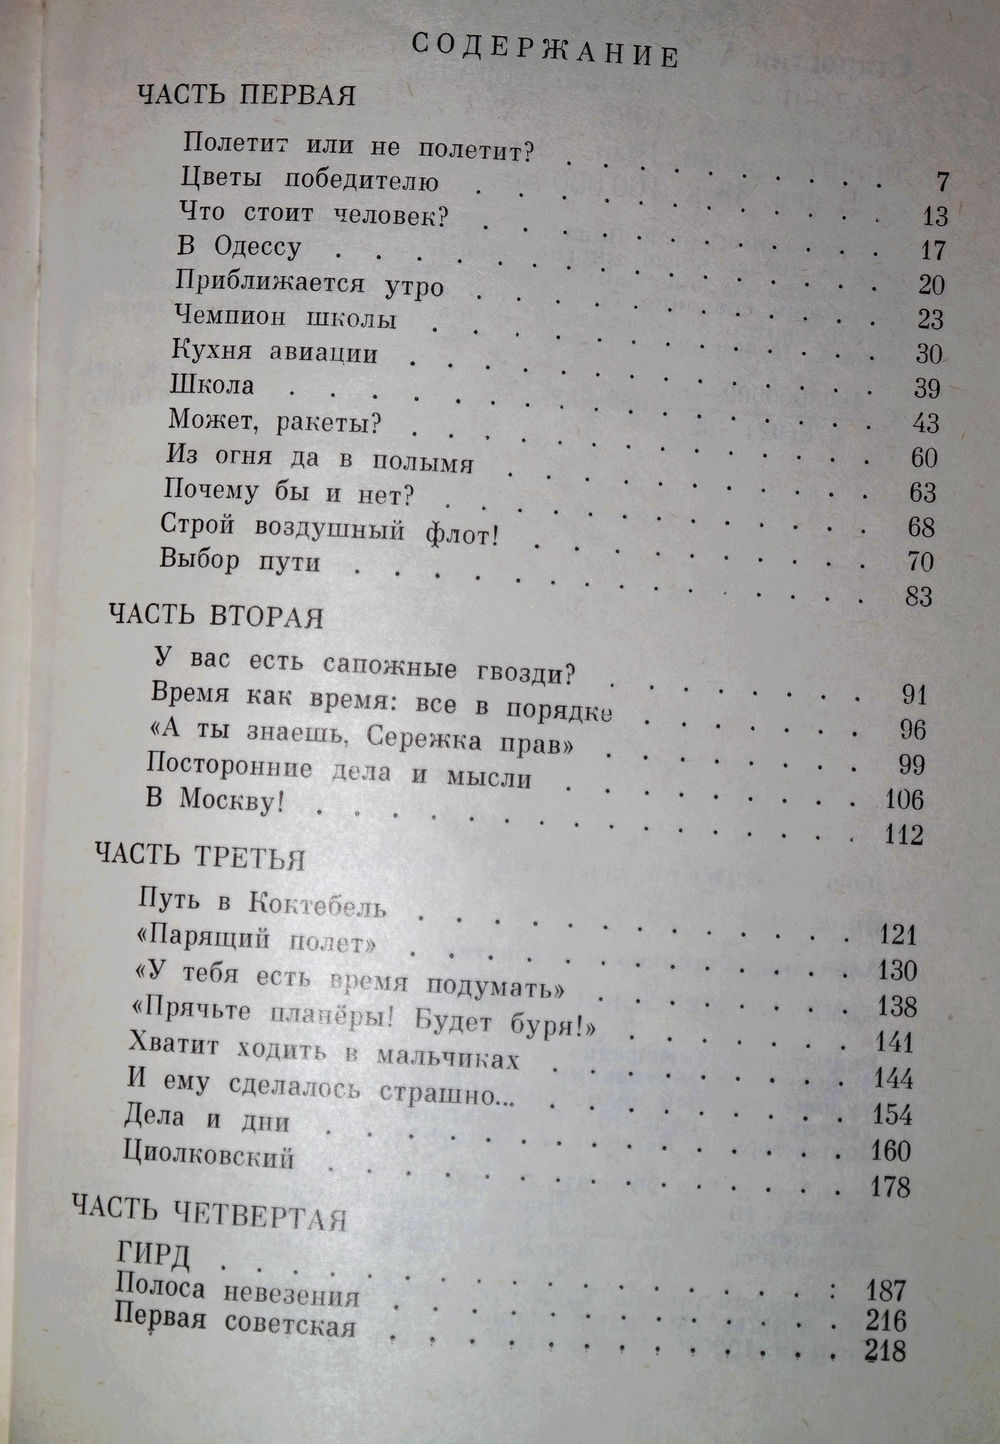 СОДЕРЖАНИЕ
ЧАСТЬ ПЕРВАЯ
Полетит или не полетит? . . . . . . . . . 7
Цветы победителю . . . . . . . . . . . 13
Что стоит человек? . . . . . . . . . . . 17
В Одессу . . . . . . . . . . . . . . 20
Приближается утро . . . . . . . . . . . 23
Чемпион школы . . . . . . . . . . . . 30
Кухня авиации . . . . . . . . . . . . 39
Школа . . . . . . . . . . . . . . . 43
Может, ракеты? . . . . . . . . . . . . 60
Из огня да в полымя . . . . . . . . . . 63
Почему бы и нет? . . . . . . . . . . . 68
Строй воздушный флот! . . . . . . . . . 70
Выбор пути . . . . . . . . . . . . . 83
ЧАСТЬ ВТОРАЯ
У вас есть сапожные гвозди? . . . . . . . 91
Время как время: все в порядке . . . . . . 96
«А ты знаешь, Сережка прав» . . . . . . . 99
Посторонние дела и мысли . . . . . . . . 106
В Москву! . . . . . . . . . . . . . . 112
ЧАСТЬ ТРЕТЬЯ
Путь в Коктебель . . . . . . . . . . . 121
«Парящий полет» . . . . . . . . . . . . 130
«У тебя есть время подумать» . . . . . . . 138
«Прячьте планёры! Будет буря!» . . . . . . 141
Хватит ходить в мальчиках . . . . . . . . 144
И ему сделалось страшно... . . . . . . . . 154
Дела и дни . . . . . . . . . . . . . . 160
Циолковский . . . . . . . . . . . . . . 178
ЧАСТЬ ЧЕТВЕРТАЯ
ГИРД . . . . . . . . . . . . . . . . . 187
Полоса невезения . . . . . . . . . . . . 216
Первая советская . . . . . . . . . . . . 218